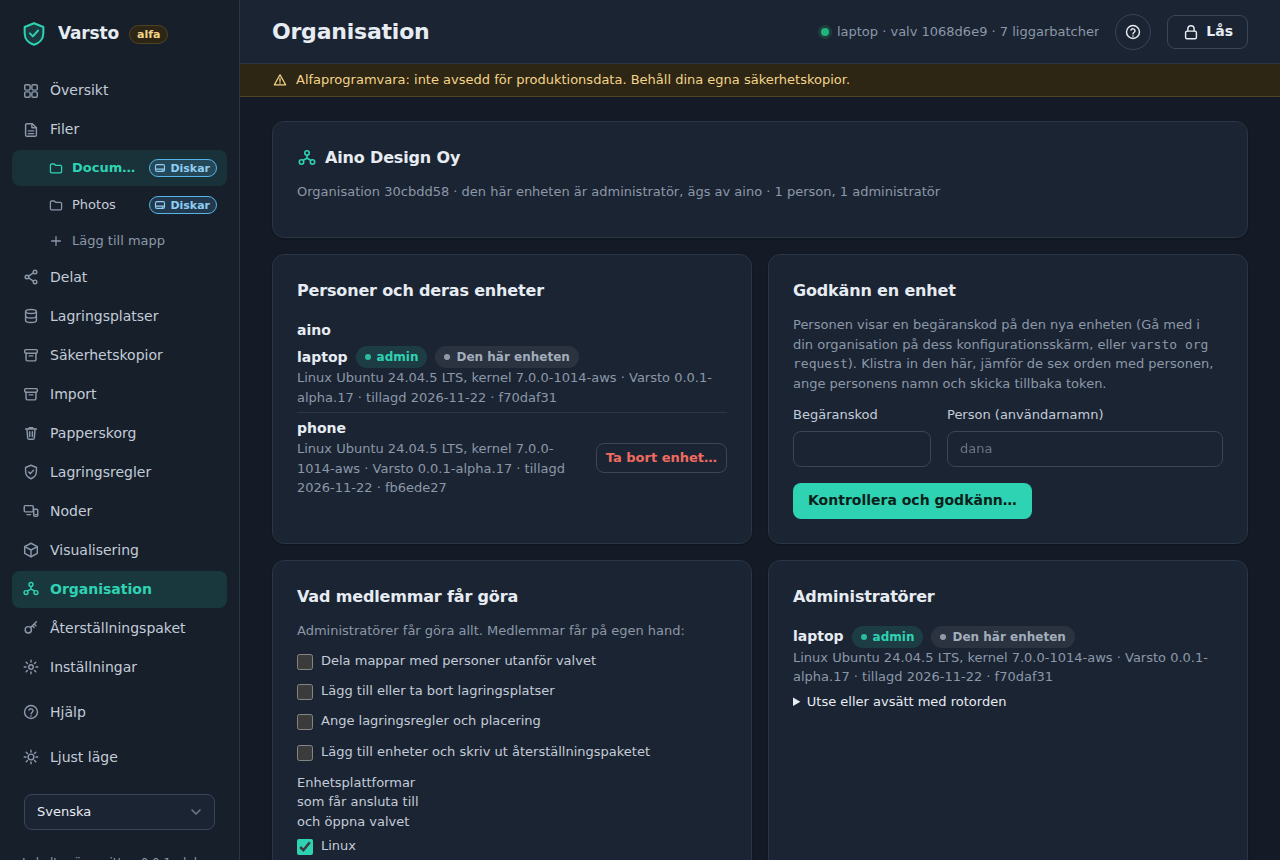 Varsto alfa
Översikt
Filer
Docum… Diskar
Photos Diskar
Lägg till mapp
Delat
Lagringsplatser
Säkerhetskopior
Import
Papperskorg
Lagringsregler
Noder
Visualisering
Organisation
Återställningspaket
Inställningar
Hjälp
Ljust läge
Svenska
Organisation
laptop · valv 1068d6e9 · 7 liggarbatcher
Lås
Alfaprogramvara: inte avsedd för produktionsdata. Behåll dina egna säkerhetskopior.
Aino Design Oy
Organisation 30cbdd58 · den här enheten är administratör, ägs av aino · 1 person, 1 administratör
Personer och deras enheter
aino
laptop admin Den här enheten
Linux Ubuntu 24.04.5 LTS, kernel 7.0.0-1014-aws · Varsto 0.0.1-
alpha.17 · tillagd 2026-11-22 · f70daf31
phone
Linux Ubuntu 24.04.5 LTS, kernel 7.0.0-
1014-aws · Varsto 0.0.1-alpha.17 · tillagd
2026-11-22 · fb6ede27
Ta bort enhet…
Godkänn en enhet
Personen visar en begäranskod på den nya enheten (Gå med i
din organisation på dess konfigurationsskärm, eller varsto org
request). Klistra in den här, jämför de sex orden med personen,
ange personens namn och skicka tillbaka token.
Begäranskod
Person (användarnamn)
dana
Kontrollera och godkänn…
Vad medlemmar får göra
Administratörer får göra allt. Medlemmar får på egen hand:
Dela mappar med personer utanför valvet
Lägg till eller ta bort lagringsplatser
Ange lagringsregler och placering
Lägg till enheter och skriv ut återställningspaketet
Enhetsplattformar
som får ansluta till
och öppna valvet
Linux
Administratörer
laptop admin Den här enheten
Linux Ubuntu 24.04.5 LTS, kernel 7.0.0-1014-aws · Varsto 0.0.1-
alpha.17 · tillagd 2026-11-22 · f70daf31
Utse eller avsätt med rotorden